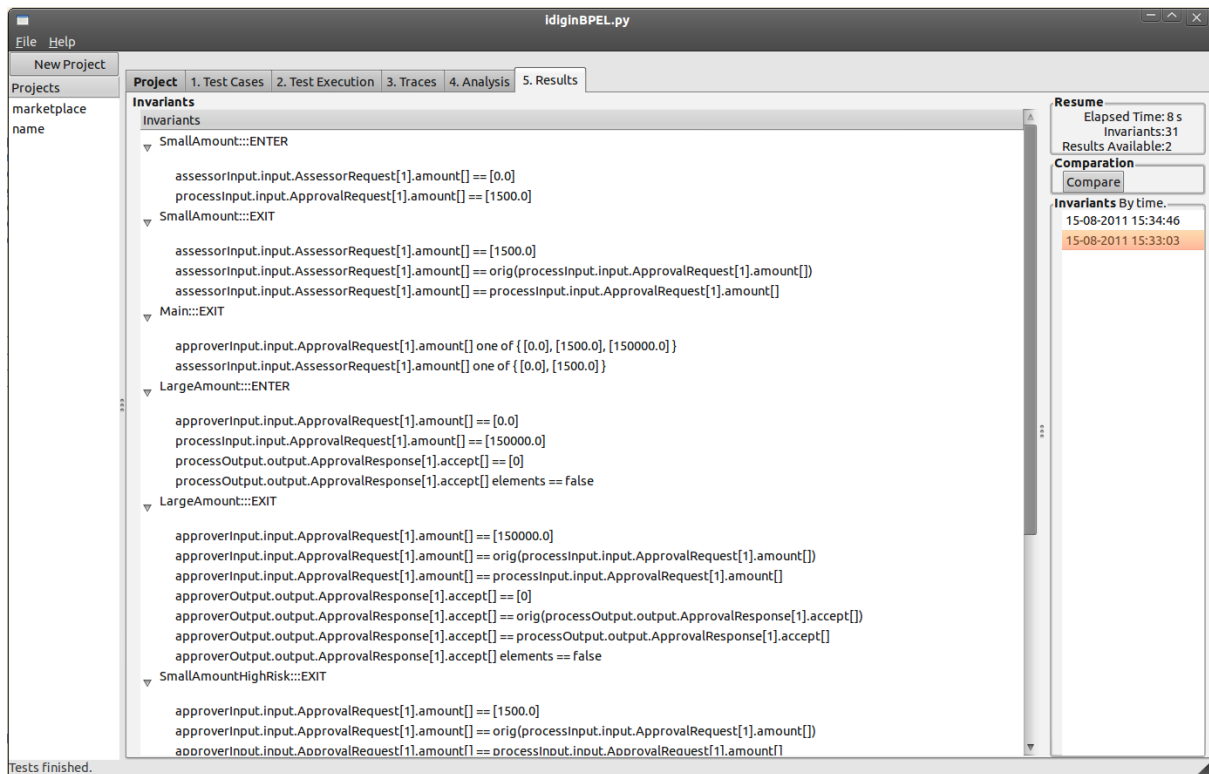 idiginBPEL.py
File Help
New Project
Projects
marketplace
name
Project 1. Test Cases 2. Test Execution 3. Traces 4. Analysis 5. Results
Invariants
Invariants
SmallAmount:::ENTER
assessorInput.input.AssessorRequest[1].amount[] == [0.0]
processInput.input.ApprovalRequest[1].amount[] == [1500.0]
SmallAmount:::EXIT
assessorInput.input.AssessorRequest[1].amount[] == [1500.0]
assessorInput.input.AssessorRequest[1].amount[] == orig(processInput.input.ApprovalRequest[1].amount[])
assessorInput.input.AssessorRequest[1].amount[] == processInput.input.ApprovalRequest[1].amount[]
Main:::EXIT
approverInput.input.ApprovalRequest[1].amount[] one of { [0.0], [1500.0], [150000.0] }
assessorInput.input.AssessorRequest[1].amount[] one of { [0.0], [1500.0] }
LargeAmount:::ENTER
approverInput.input.ApprovalRequest[1].amount[] == [0.0]
processInput.input.ApprovalRequest[1].amount[] == [150000.0]
processOutput.output.ApprovalResponse[1].accept[] == [0]
processOutput.output.ApprovalResponse[1].accept[] elements == false
LargeAmount:::EXIT
approverInput.input.ApprovalRequest[1].amount[] == [150000.0]
approverInput.input.ApprovalRequest[1].amount[] == orig(processInput.input.ApprovalRequest[1].amount[])
approverInput.input.ApprovalRequest[1].amount[] == processInput.input.ApprovalRequest[1].amount[]
approverOutput.output.ApprovalResponse[1].accept[] == [0]
approverOutput.output.ApprovalResponse[1].accept[] == orig(processOutput.output.ApprovalResponse[1].accept[])
approverOutput.output.ApprovalResponse[1].accept[] == processOutput.output.ApprovalResponse[1].accept[]
approverOutput.output.ApprovalResponse[1].accept[] elements == false
SmallAmountHighRisk:::EXIT
approverInput.input.ApprovalRequest[1].amount[] == [1500.0]
approverInput.input.ApprovalRequest[1].amount[] == orig(processInput.input.ApprovalRequest[1].amount[])
approverInput.input.ApprovalRequest[1].amount[] == processInput.input.ApprovalRequest[1].amount[]
Resume
Elapsed Time: 8 s
Invariants:31
Results Available:2
Comparation
Compare
Invariants By time.
15-08-2011 15:34:46
15-08-2011 15:33:03
Tests finished.